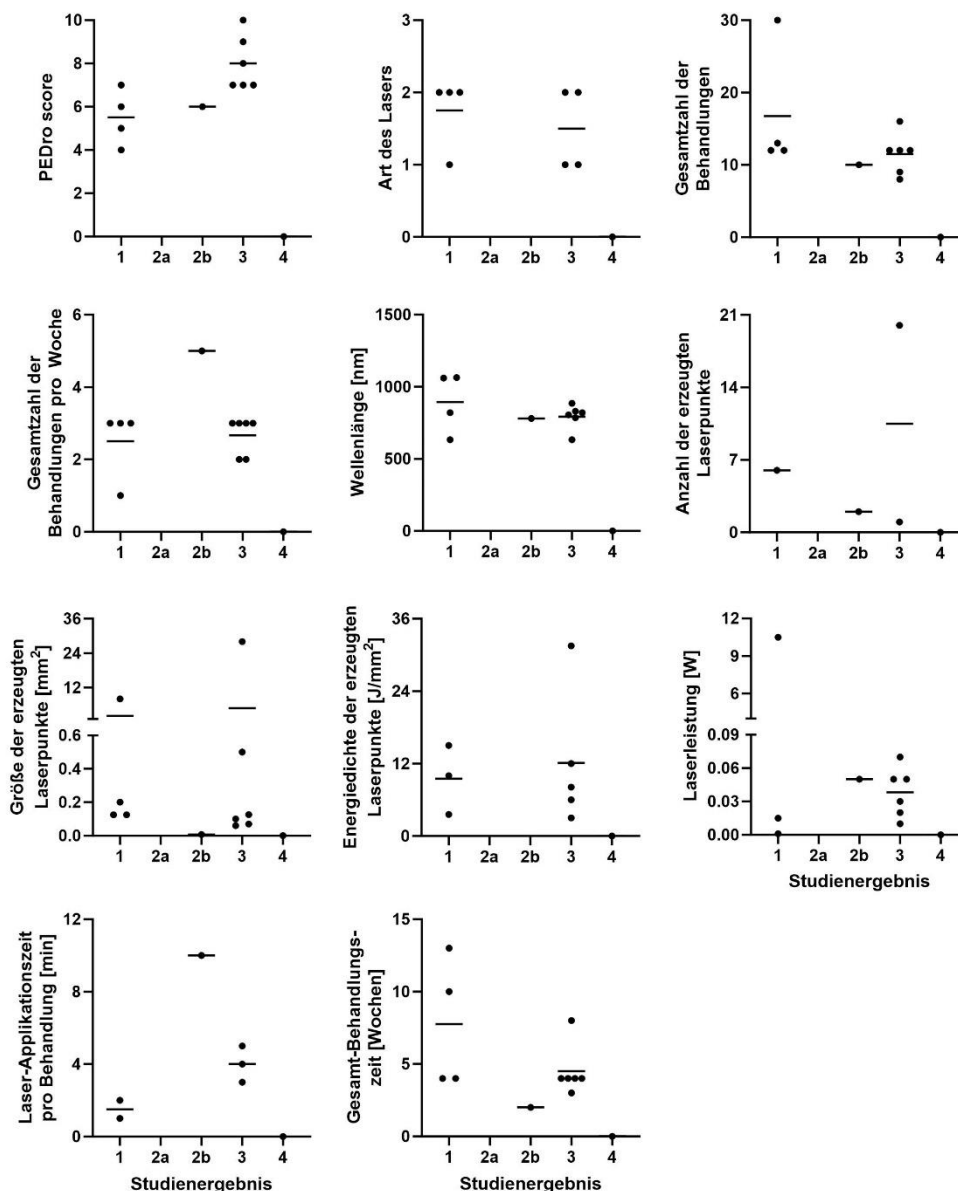 PEDro score
10
8
6
4
2
0
1 2a 2b 3 4
Art des Lasers
3
2
1
0
1 2a 2b 3 4
Gesamtzahl der
Behandlungen
30
20
10
0
1 2a 2b 3 4
Gesamtzahl der
Behandlungen pro Woche
6
4
2
0
1 2a 2b 3 4
Wellenlänge [nm]
1500
1000
500
0
1 2a 2b 3 4
Anzahl der erzeugten
Laserpunkte
21
14
7
0
1 2a 2b 3 4
Größe der erzeugten
Laserpunkte [mm²]
36
24
12
0.6
0.4
0.2
0.0
1 2a 2b 3 4
Energiedichte der erzeugten
Laserpunkte [J/mm²]
36
24
12
0
1 2a 2b 3 4
Laserleistung [W]
12
9
6
0.09
0.06
0.03
0.00
1 2a 2b 3 4
Studienergebnis
Laser-Applikationszeit
pro Behandlung [min]
12
8
4
0
1 2a 2b 3 4
Studienergebnis
Gesamt-Behandlungs-
zeit [Wochen]
15
10
5
0
1 2a 2b 3 4
Studienergebnis